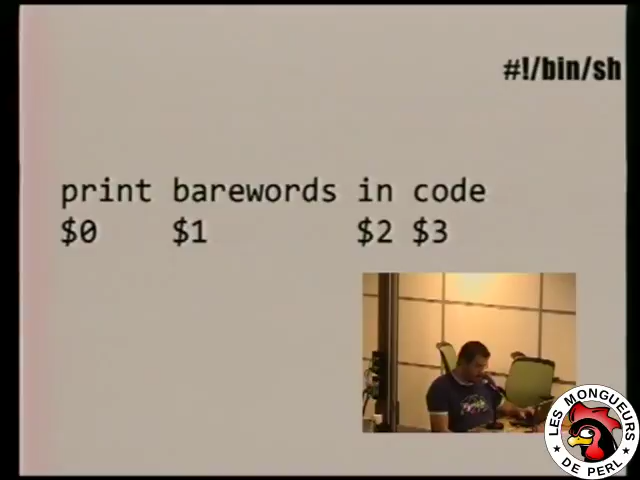 #!/bin/sh
print barewords in code
$0 $1 $2 $3
LES MONGUEURS
★ DE PERL ★